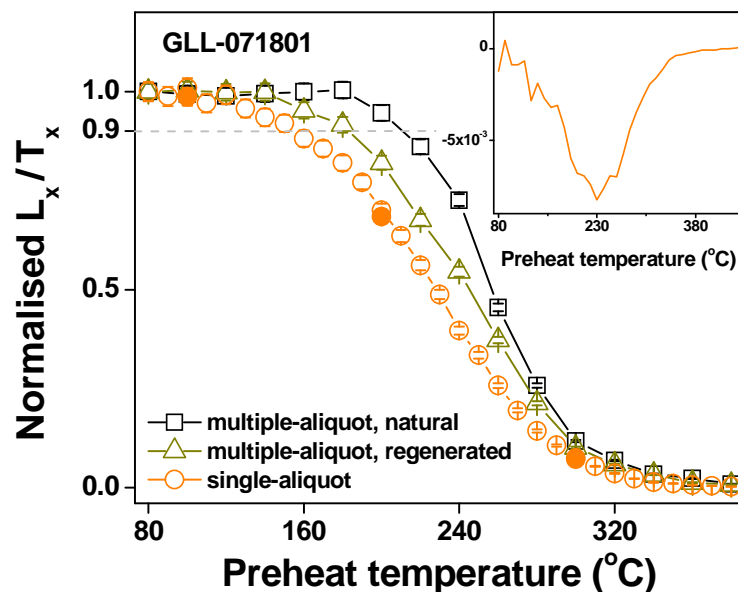 GLL-071801
1.0
0.9
0.5
0.0
Normalised Lx/Tx
multiple-aliquot, natural
multiple-aliquot, regenerated
single-aliquot
80 160 240 320
Preheat temperature (°C)
0
-5x10⁻³
80 230 380
Preheat temperature (°C)